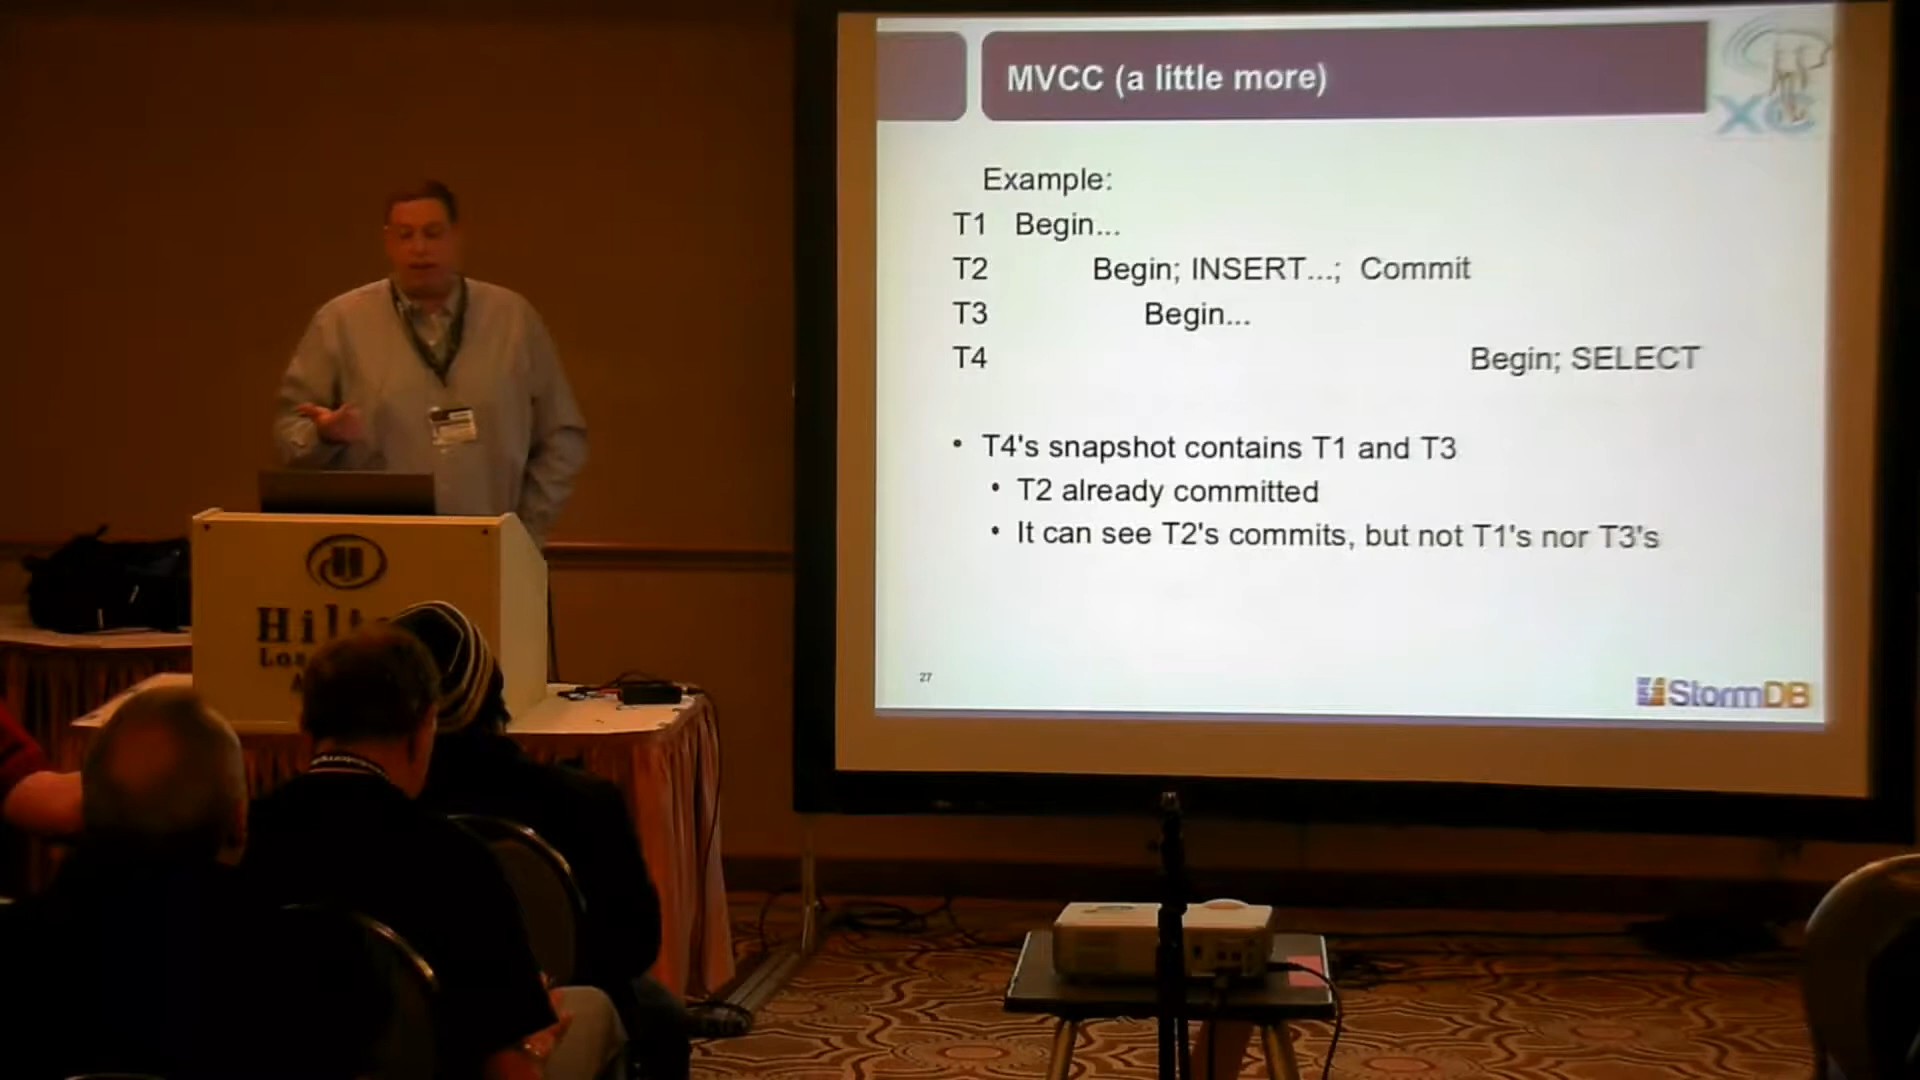 MVCC (a little more)
XC
Example:
T1 Begin...
T2 Begin; INSERT...; Commit
T3 Begin...
T4 Begin; SELECT
• T4's snapshot contains T1 and T3
• T2 already committed
• It can see T2's commits, but not T1's nor T3's
27
StormDB